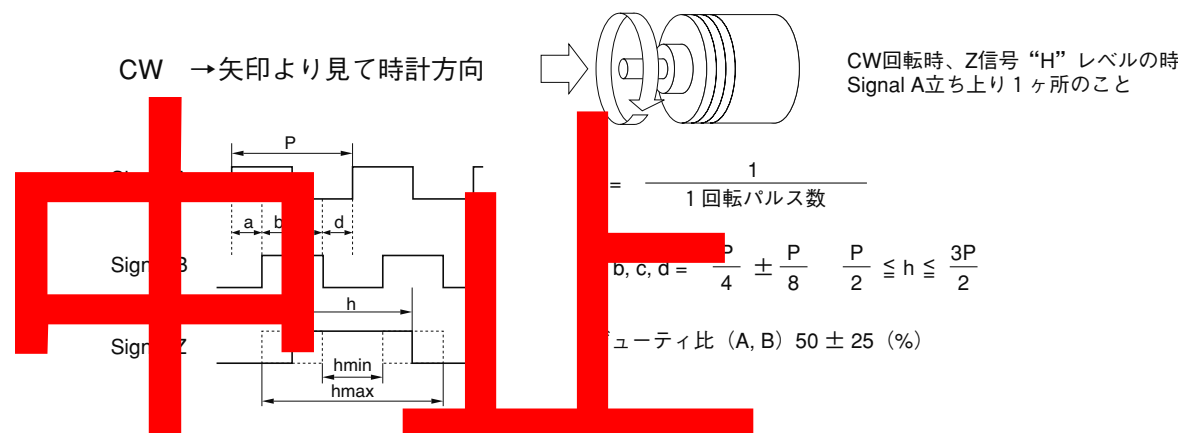 CW →矢印より見て時計方向
CW回転時、Z信号“H”レベルの時
Signal A立ち上り1ヶ所のこと
P
= 1 / 1回転パルス数
a b d
Sign B
b, c, d = P/4 ± P/8 P/2 ≦ h ≦ 3P/2
h
Sign Z
ューティ比（A, B）50 ± 25（%）
hmin
hmax
中止